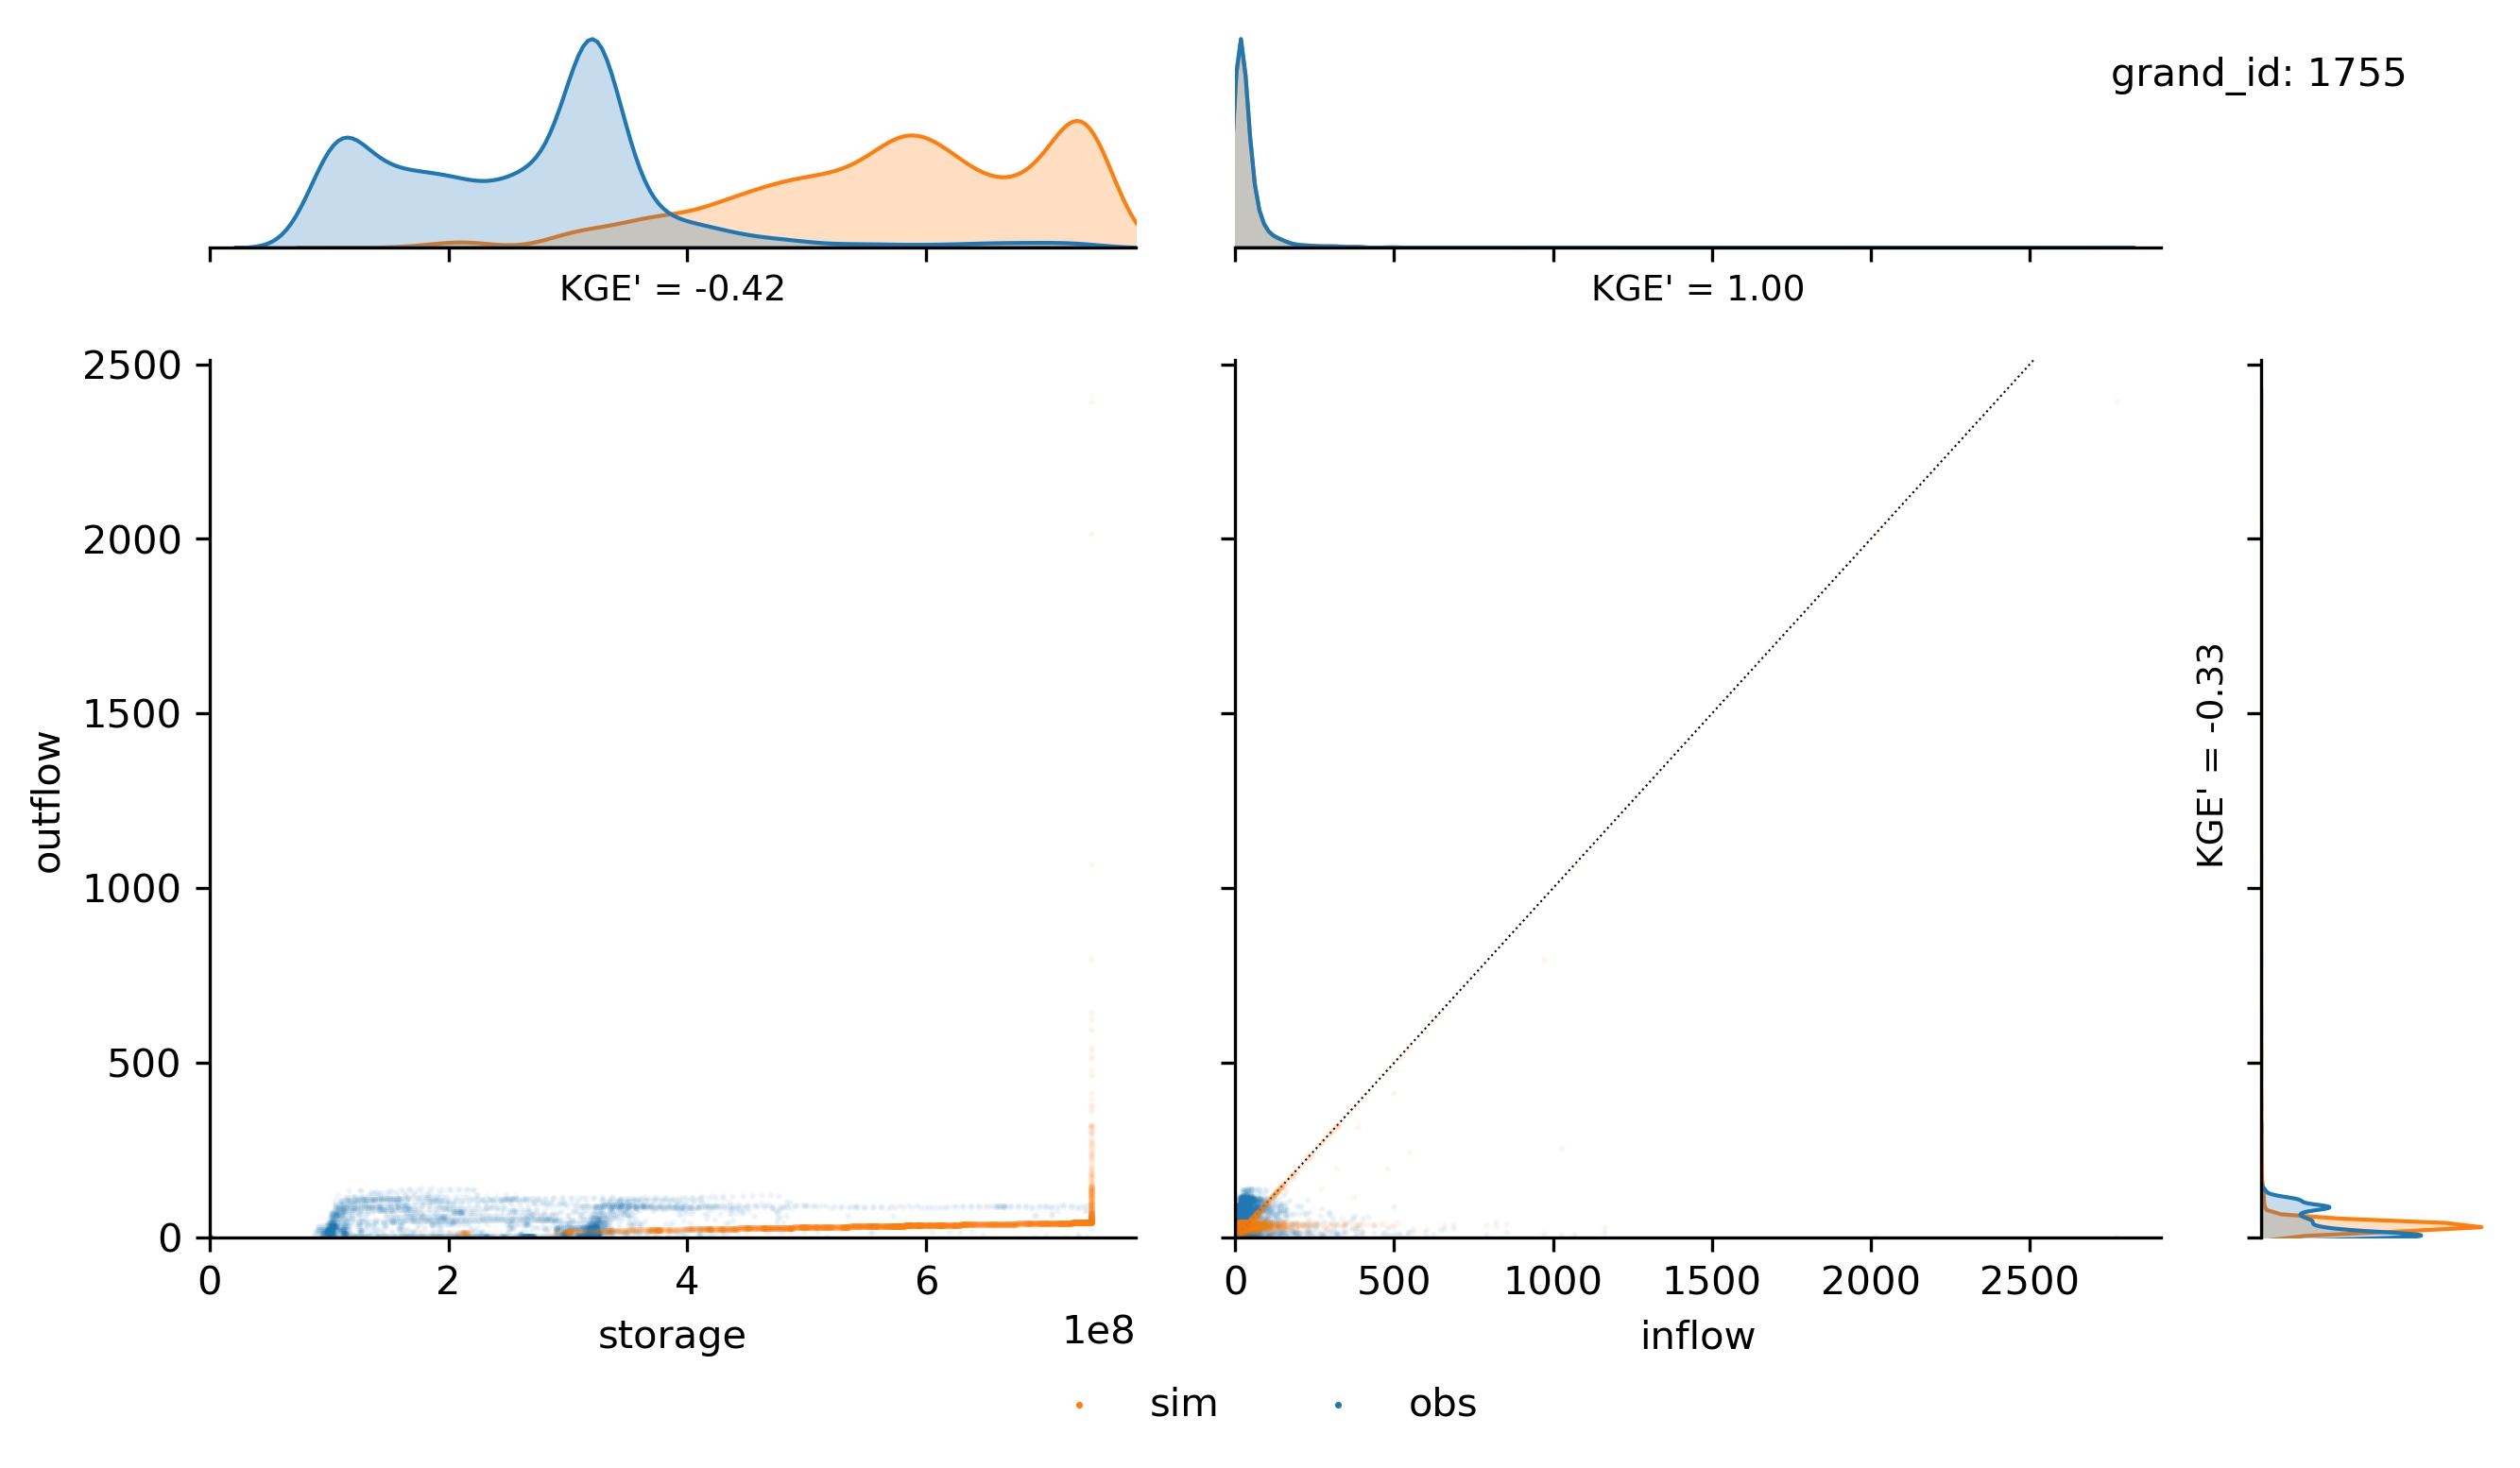 grand_id: 1755
KGE' = -0.42
KGE' = 1.00
2500
2000
1500
1000
500
0
outflow
KGE' = -0.33
0 2 4 6
1e8
storage
0 500 1000 1500 2000 2500
inflow
sim obs